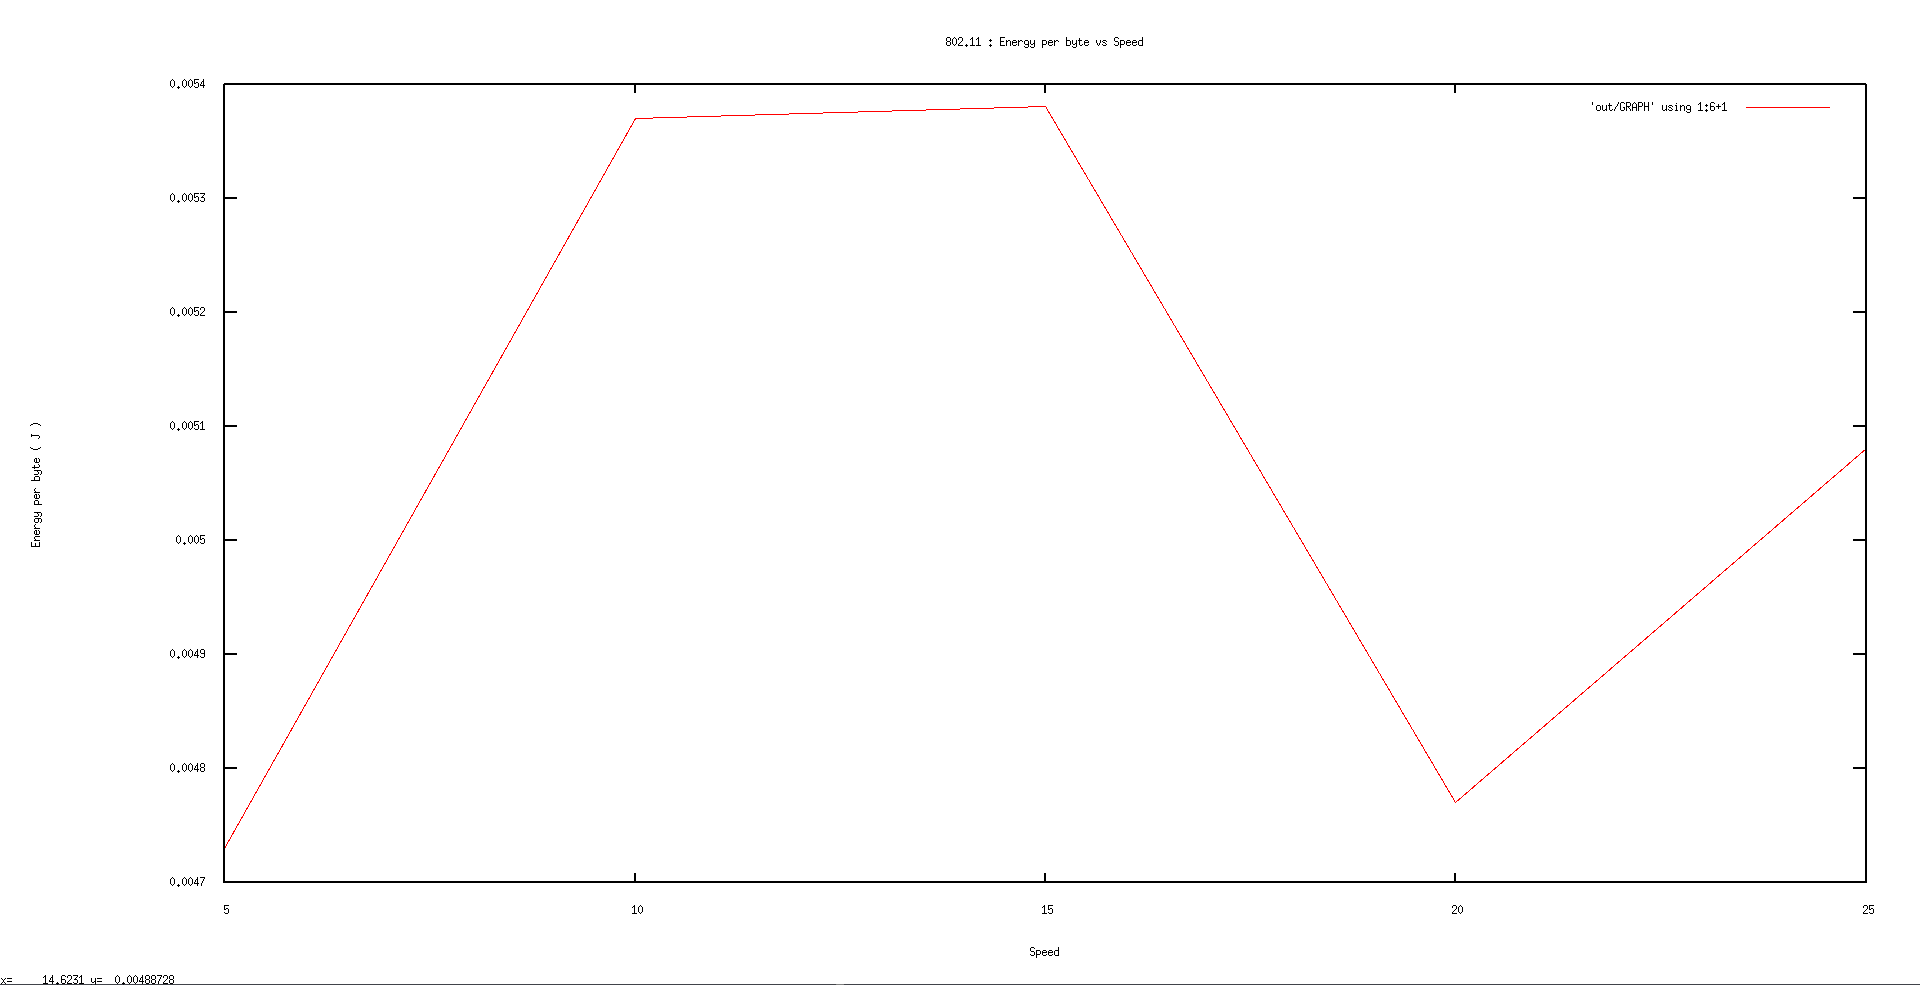 802.11 : Energy per byte vs Speed
'out/GRAPH' using 1:6+1
0.0054
0.0053
0.0052
0.0051
0.005
0.0049
0.0048
0.0047
Energy per byte ( J )
5 10 15 20 25
Speed
x= 14.6231 y= 0.00488728